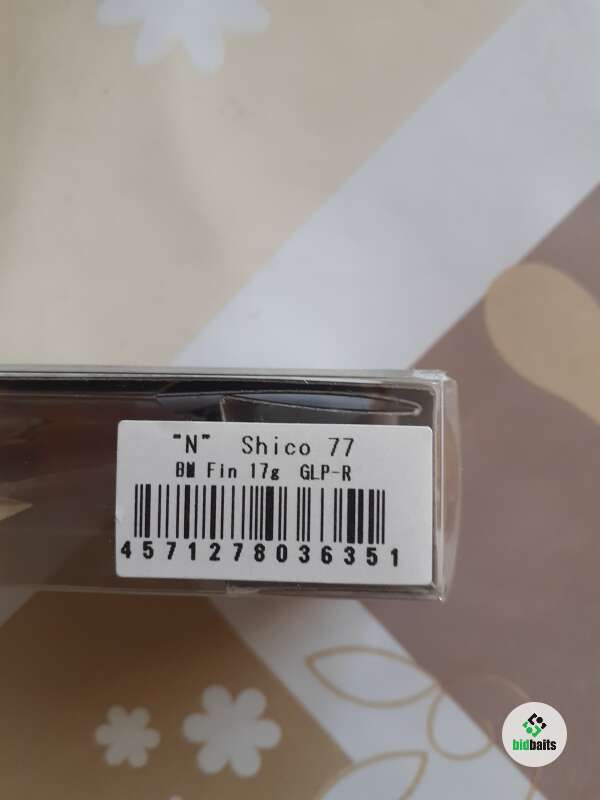 "N" Shico 77
BM Fin 17g GLP-R
4571278036351
bidbaits